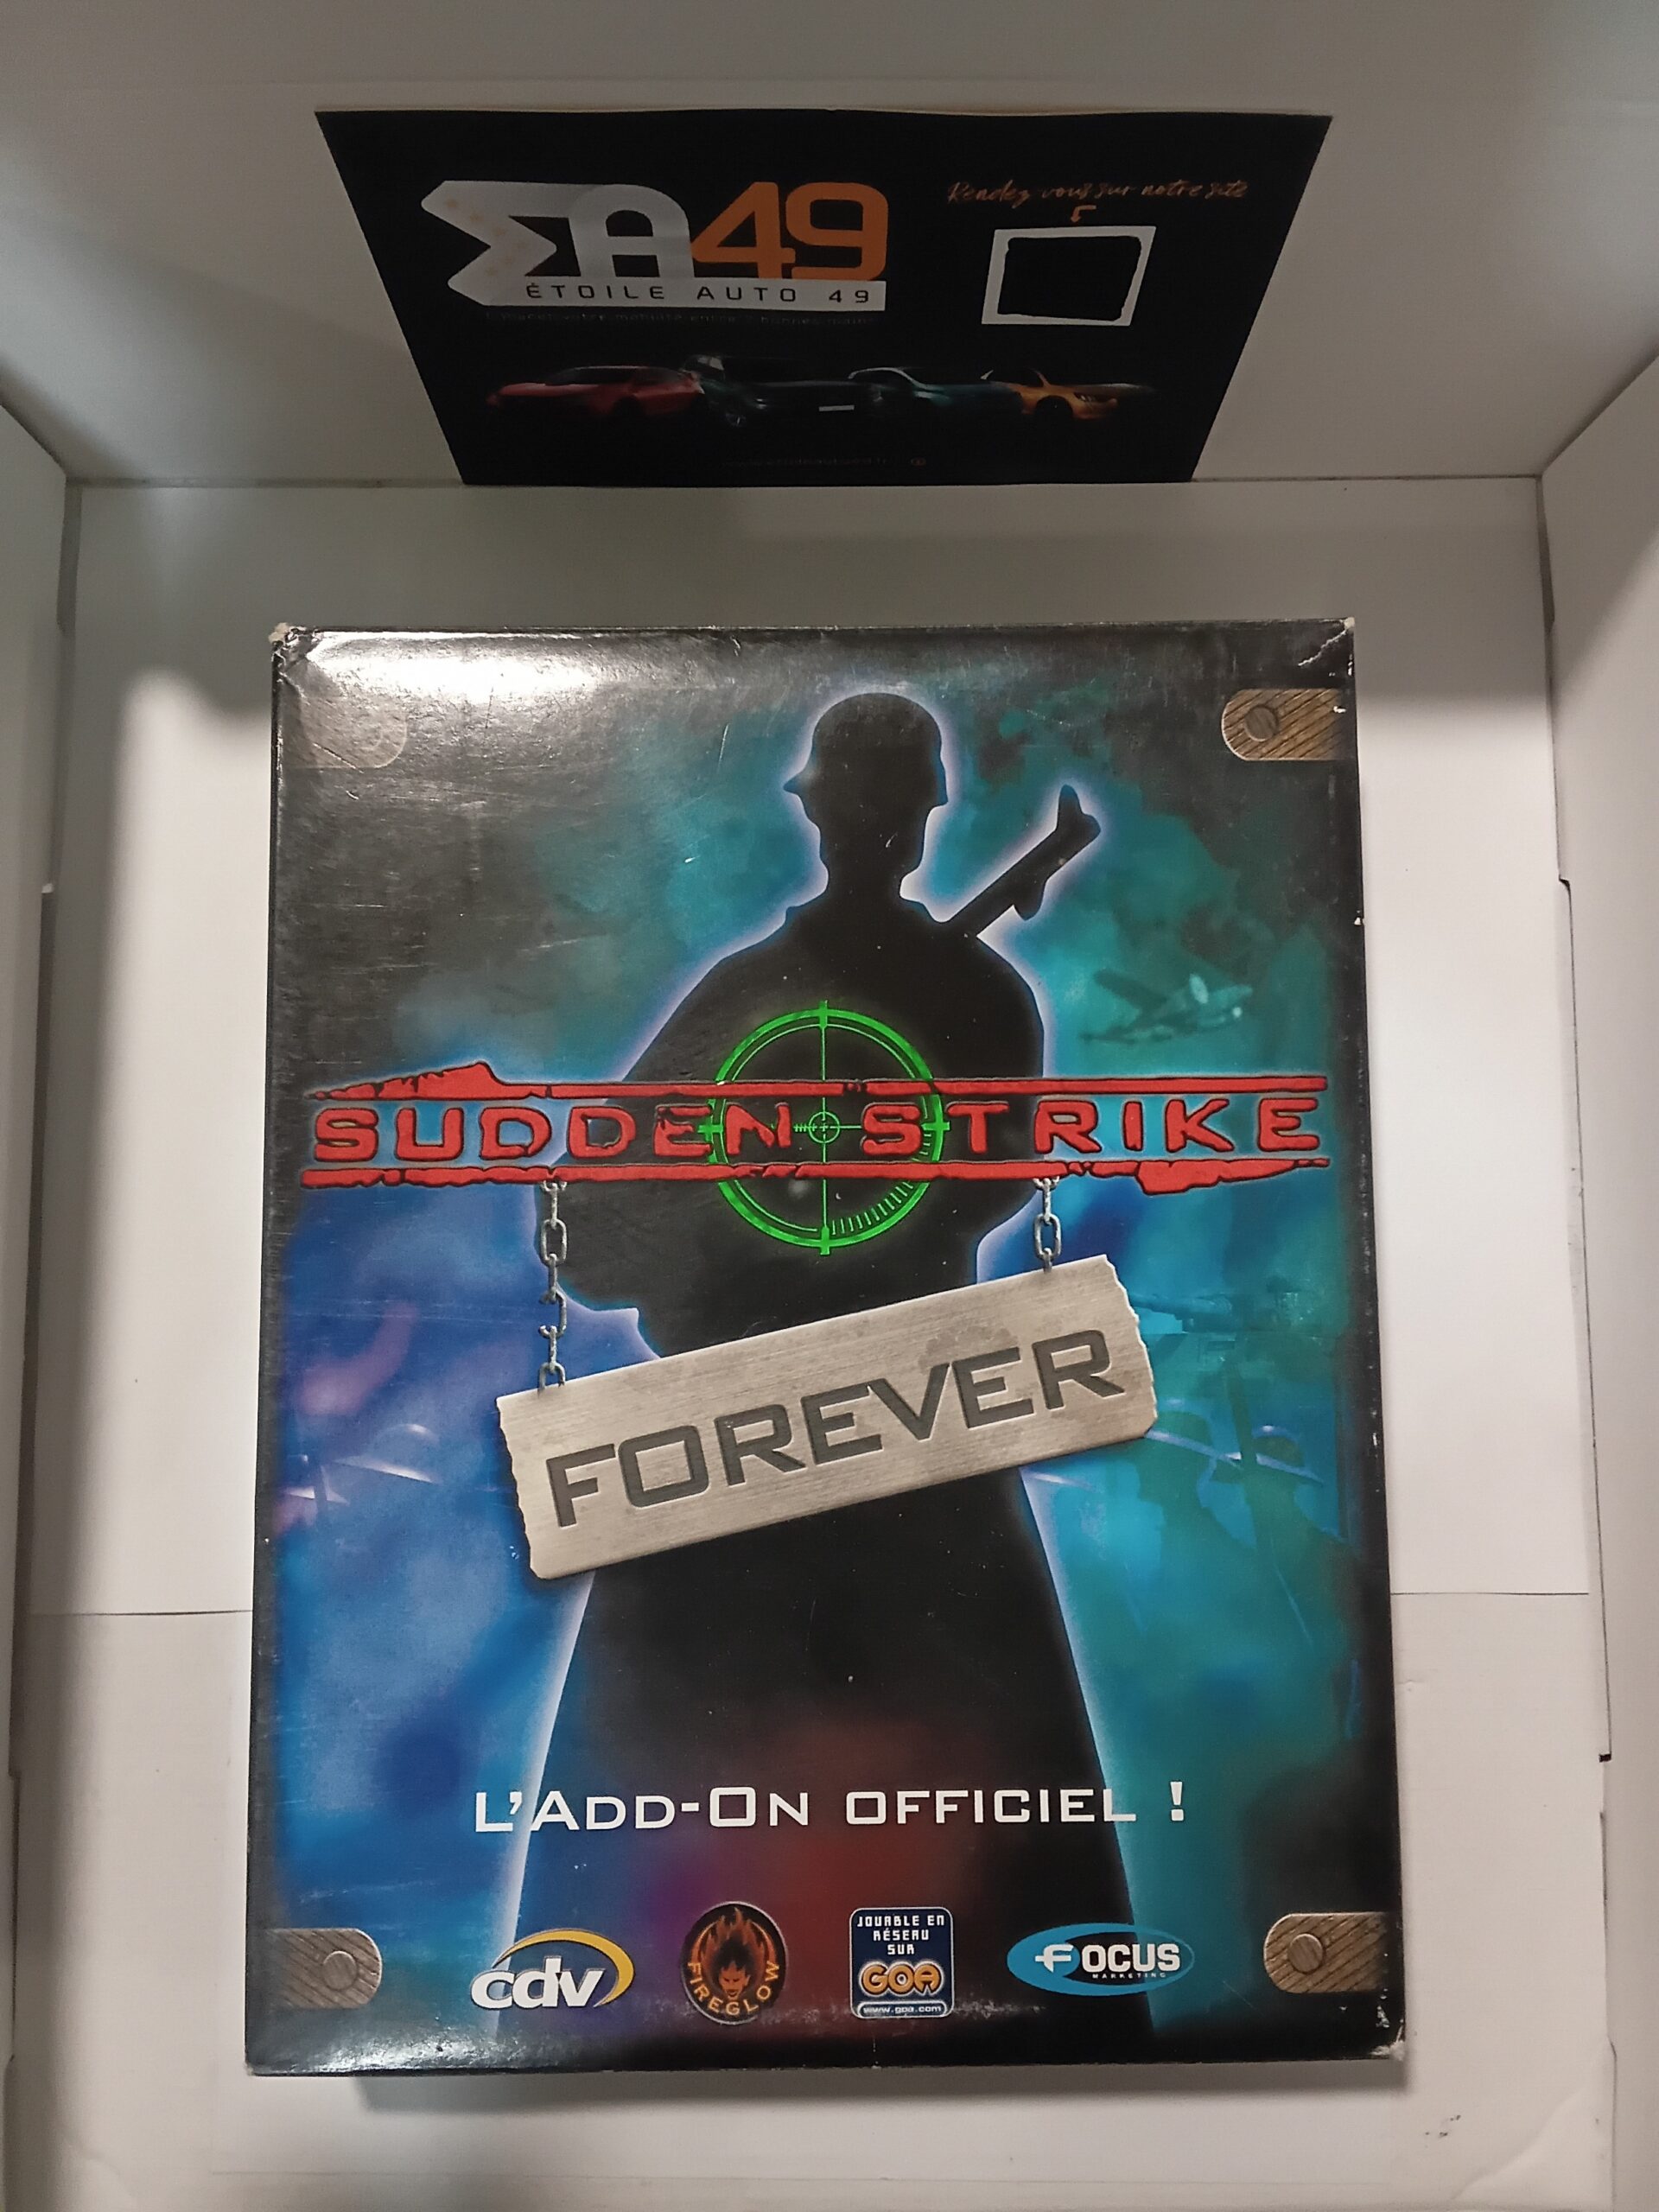 EA49
ÉTOILE AUTO 49
Rendez-vous sur notre site
SUDDEN STRIKE
FOREVER
L'ADD-ON OFFICIEL !
cdv
FIREGLOW
JOUABLE EN
RÉSEAU
SUR
GOA
www.goa.com
FOCUS
MARKETING